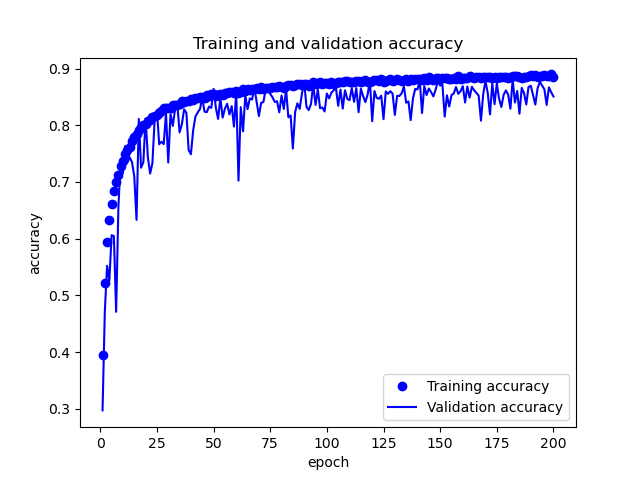 Training and validation accuracy
accuracy
0.9
0.8
0.7
0.6
0.5
0.4
0.3
0 25 50 75 100 125 150 175 200
epoch
Training accuracy
Validation accuracy